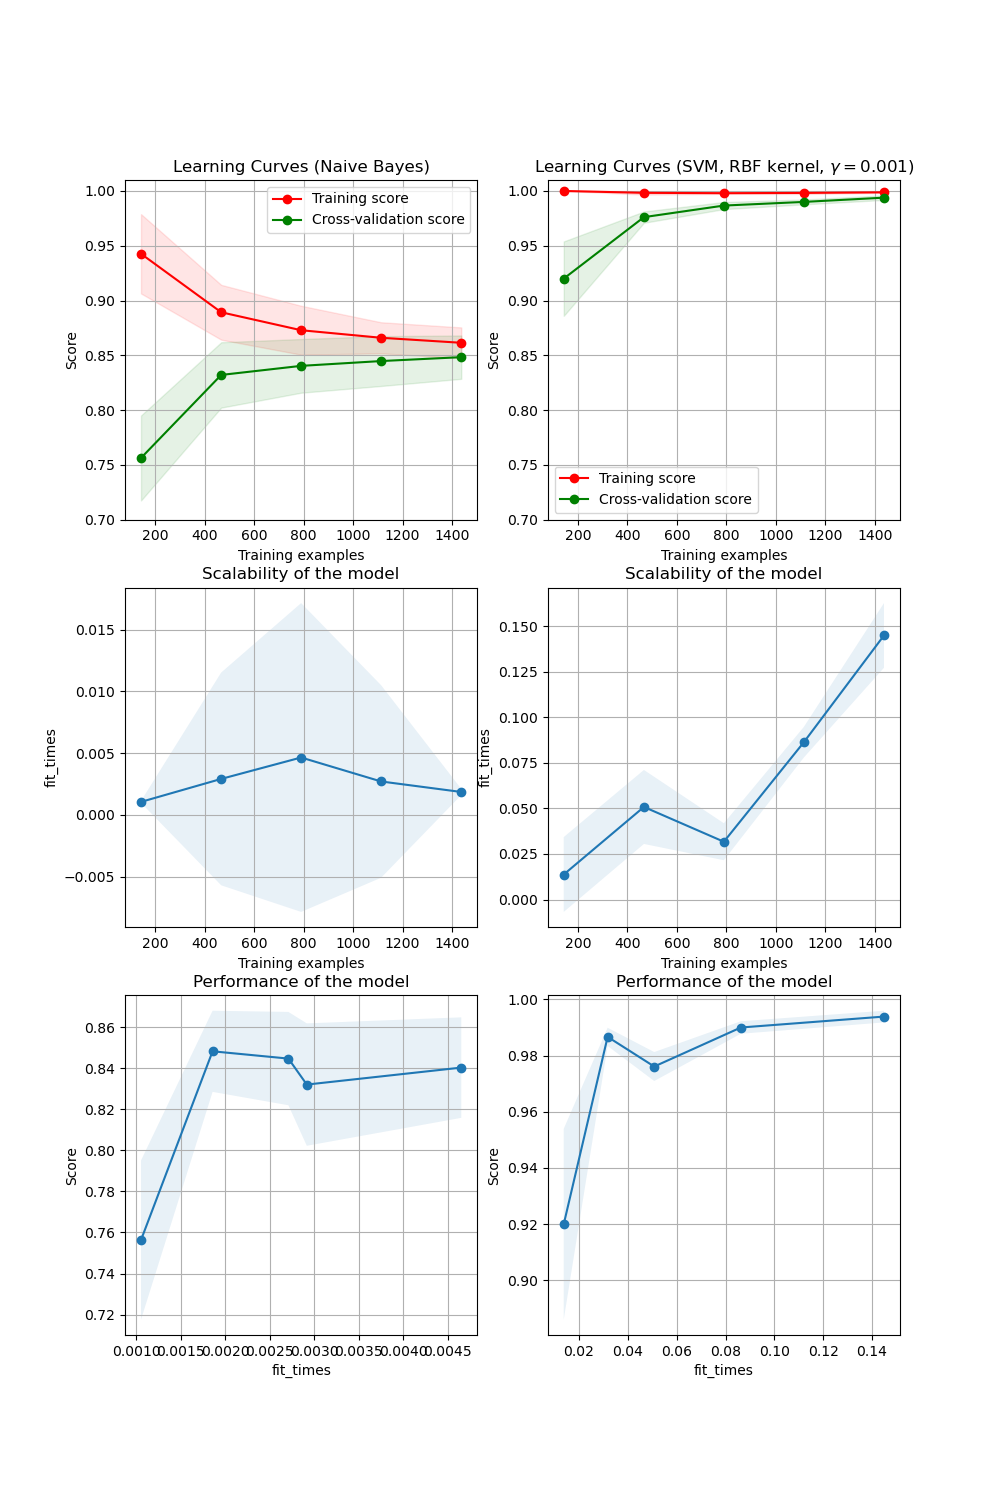 Learning Curves (Naive Bayes)
1.00
0.95
0.90
0.85
0.80
0.75
0.70
Score
Training score
Cross-validation score
200 400 600 800 1000 1200 1400
Training examples
Learning Curves (SVM, RBF kernel, γ = 0.001)
1.00
0.95
0.90
0.85
0.80
0.75
0.70
Score
Training score
Cross-validation score
200 400 600 800 1000 1200 1400
Training examples
Scalability of the model
0.015
0.010
0.005
0.000
−0.005
fit_times
200 400 600 800 1000 1200 1400
Training examples
Scalability of the model
0.150
0.125
0.100
0.075
0.050
0.025
0.000
fit_times
200 400 600 800 1000 1200 1400
Training examples
Performance of the model
0.86
0.84
0.82
0.80
0.78
0.76
0.74
0.72
Score
0.0010 0.0015 0.0020 0.0025 0.0030 0.0035 0.0040 0.0045
fit_times
Performance of the model
1.00
0.98
0.96
0.94
0.92
0.90
Score
0.02 0.04 0.06 0.08 0.10 0.12 0.14
fit_times